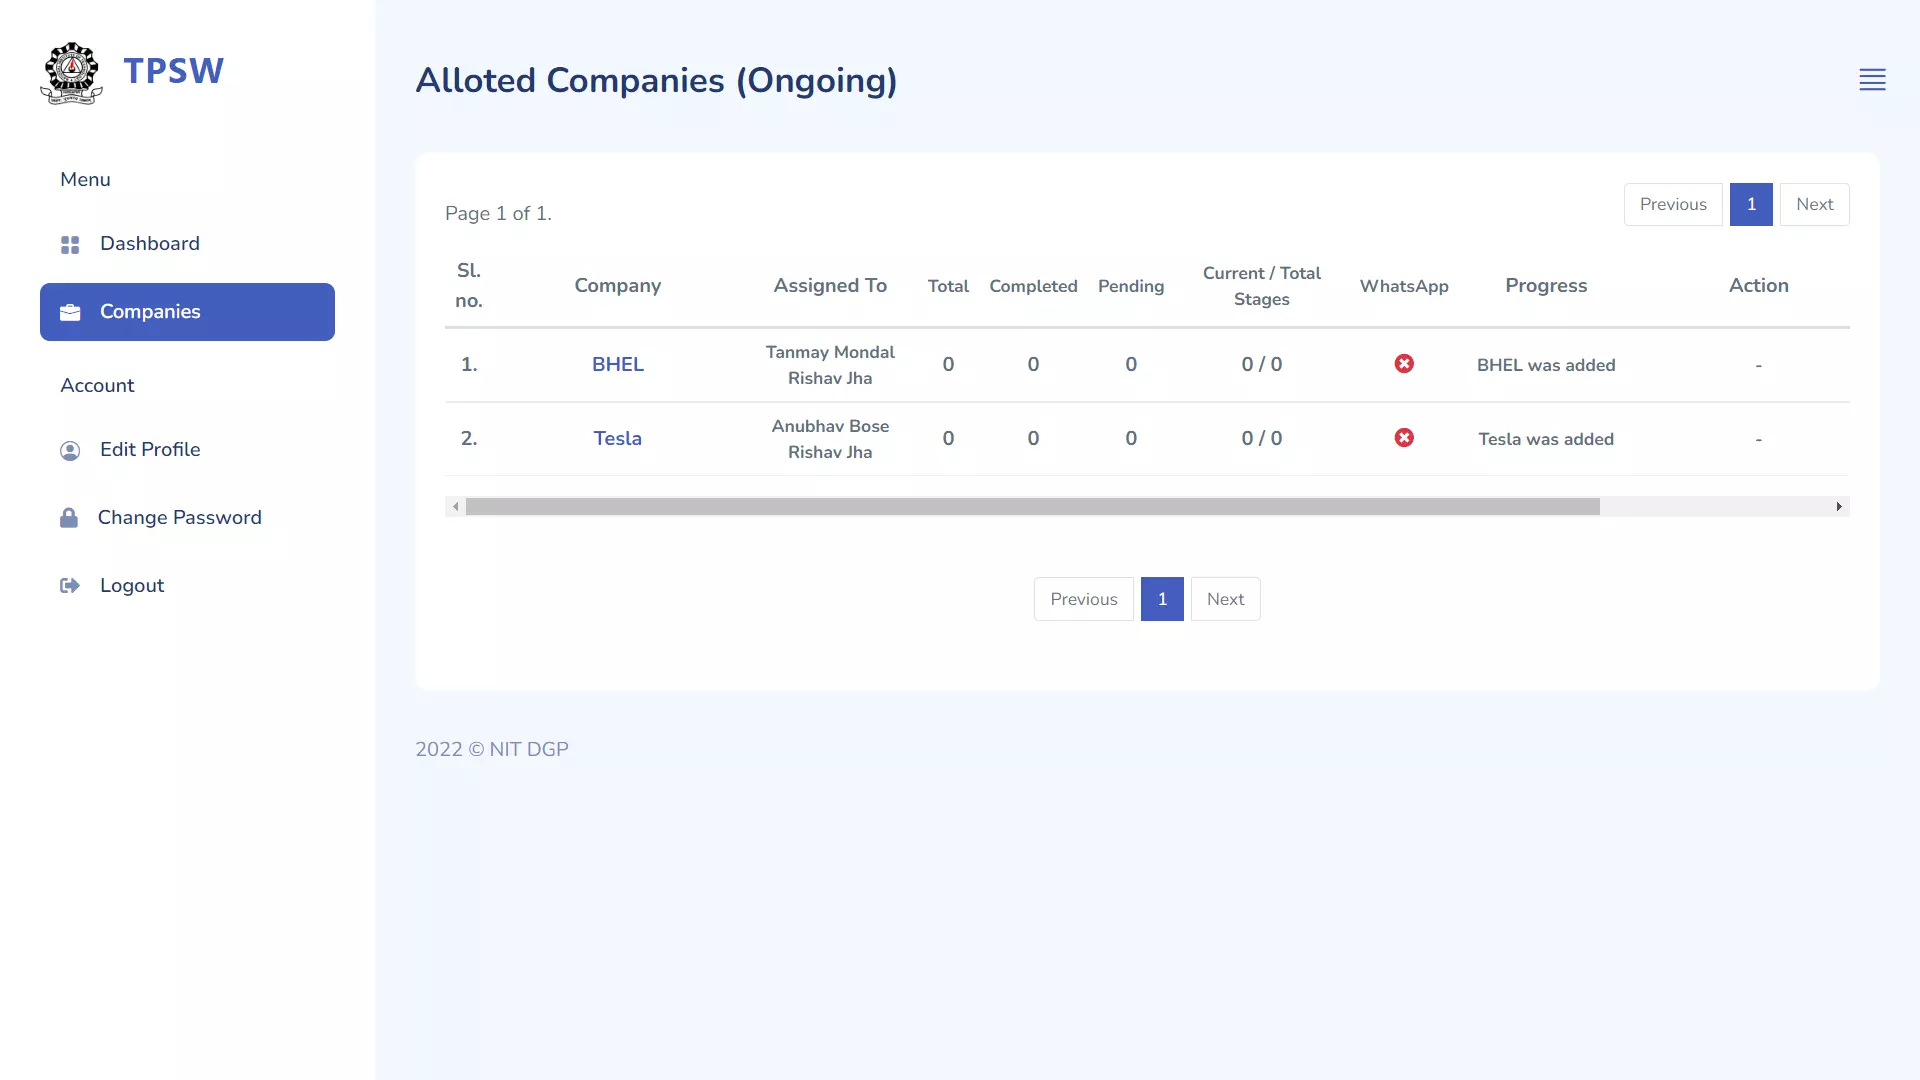 TPSW
Menu
Dashboard
Companies
Account
Edit Profile
Change Password
Logout
Alloted Companies (Ongoing)
Page 1 of 1.
Previous 1 Next
Sl. no. Company Assigned To Total Completed Pending Current / Total Stages WhatsApp Progress Action
1. BHEL Tanmay Mondal Rishav Jha 0 0 0 0 / 0 BHEL was added -
2. Tesla Anubhav Bose Rishav Jha 0 0 0 0 / 0 Tesla was added -
Previous 1 Next
2022 © NIT DGP